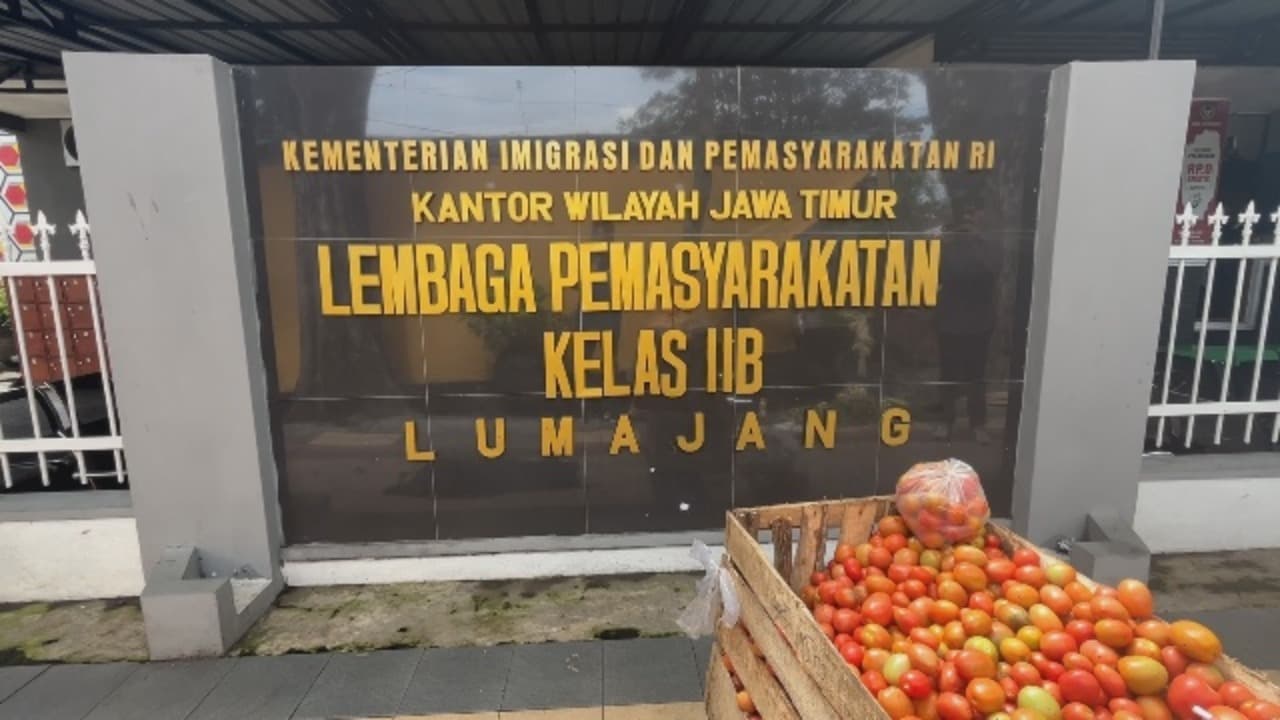 KEMENTERIAN IMIGRASI DAN PEMASYARAKATAN RI
KANTOR WILAYAH JAWA TIMUR
LEMBAGA PEMASYARAKATAN
KELAS IIB
LUMAJANG